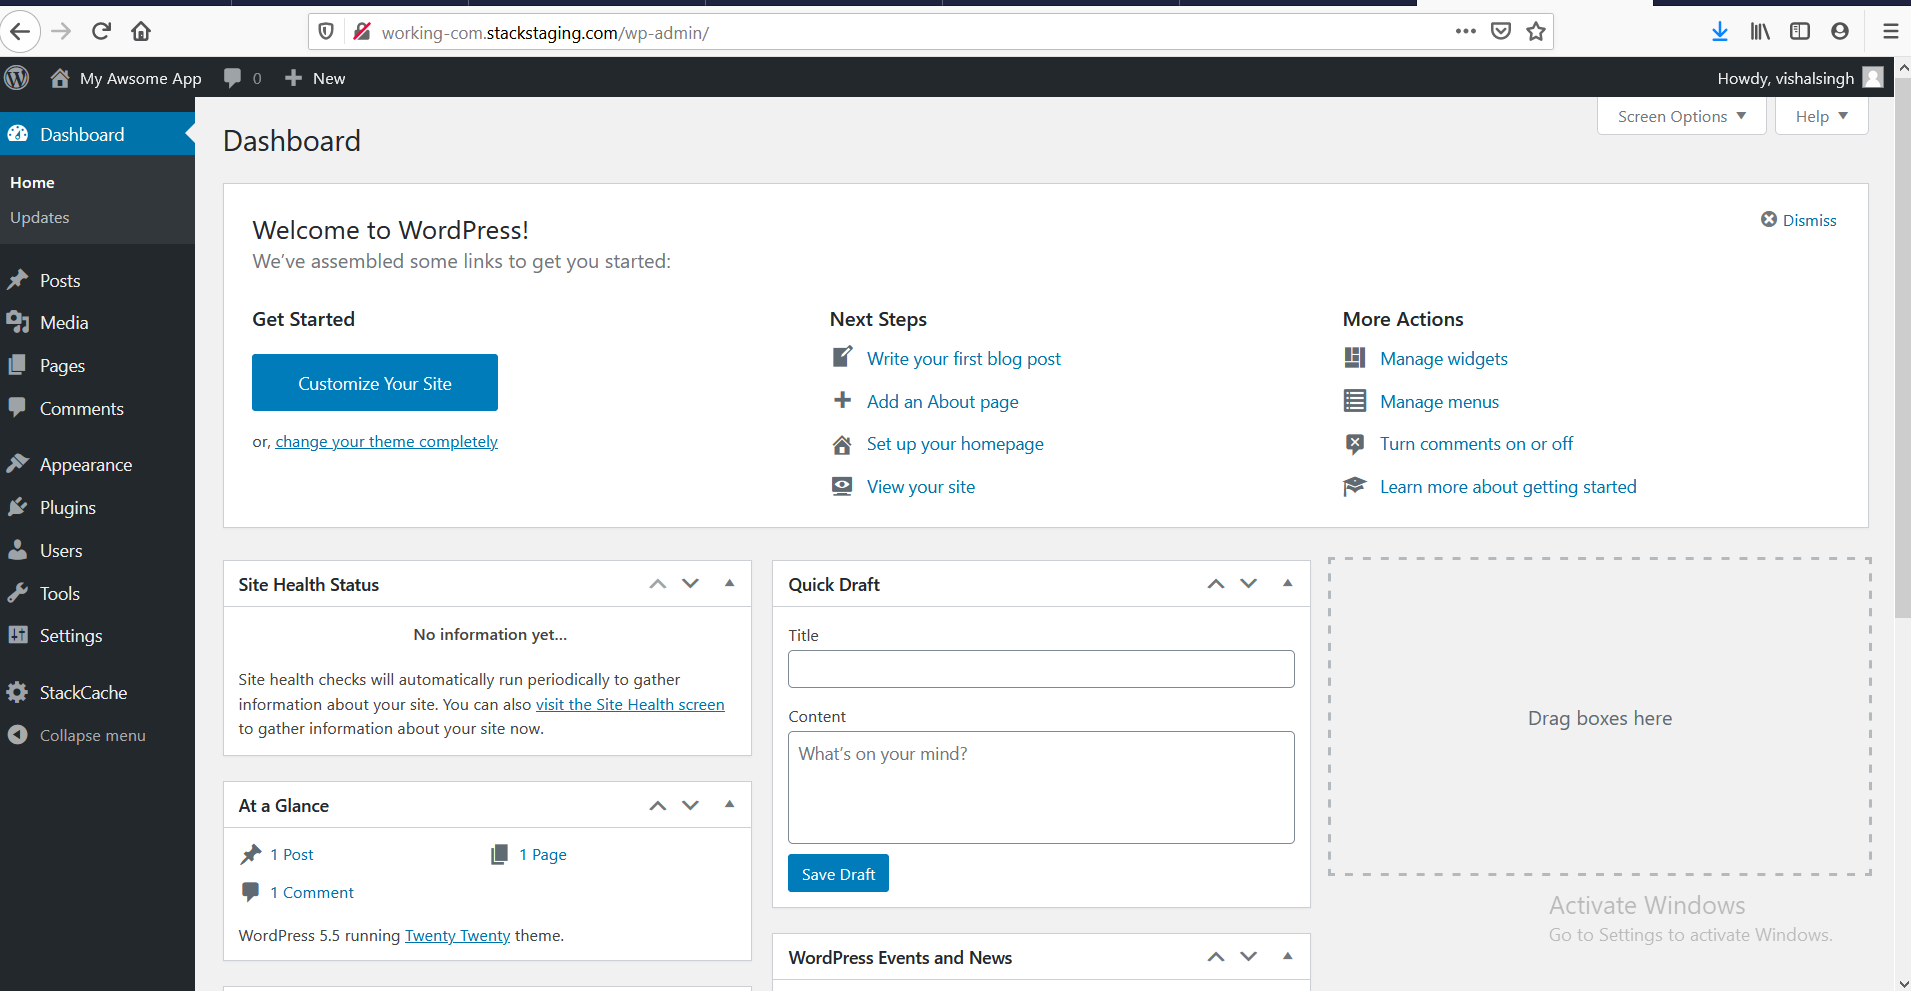 working-com.stackstaging.com/wp-admin/
My Awsome App 0 New Howdy, vishalsingh
Dashboard
Home
Updates
Posts
Media
Pages
Comments
Appearance
Plugins
Users
Tools
Settings
StackCache
Collapse menu
Dashboard
Screen Options Help
Welcome to WordPress!
We've assembled some links to get you started:
Dismiss
Get Started
Customize Your Site
or, change your theme completely
Next Steps
Write your first blog post
Add an About page
Set up your homepage
View your site
More Actions
Manage widgets
Manage menus
Turn comments on or off
Learn more about getting started
Site Health Status
No information yet...
Site health checks will automatically run periodically to gather
information about your site. You can also visit the Site Health screen
to gather information about your site now.
At a Glance
1 Post 1 Page
1 Comment
WordPress 5.5 running Twenty Twenty theme.
Quick Draft
Title
Content
What's on your mind?
Save Draft
WordPress Events and News
Drag boxes here
Activate Windows
Go to Settings to activate Windows.